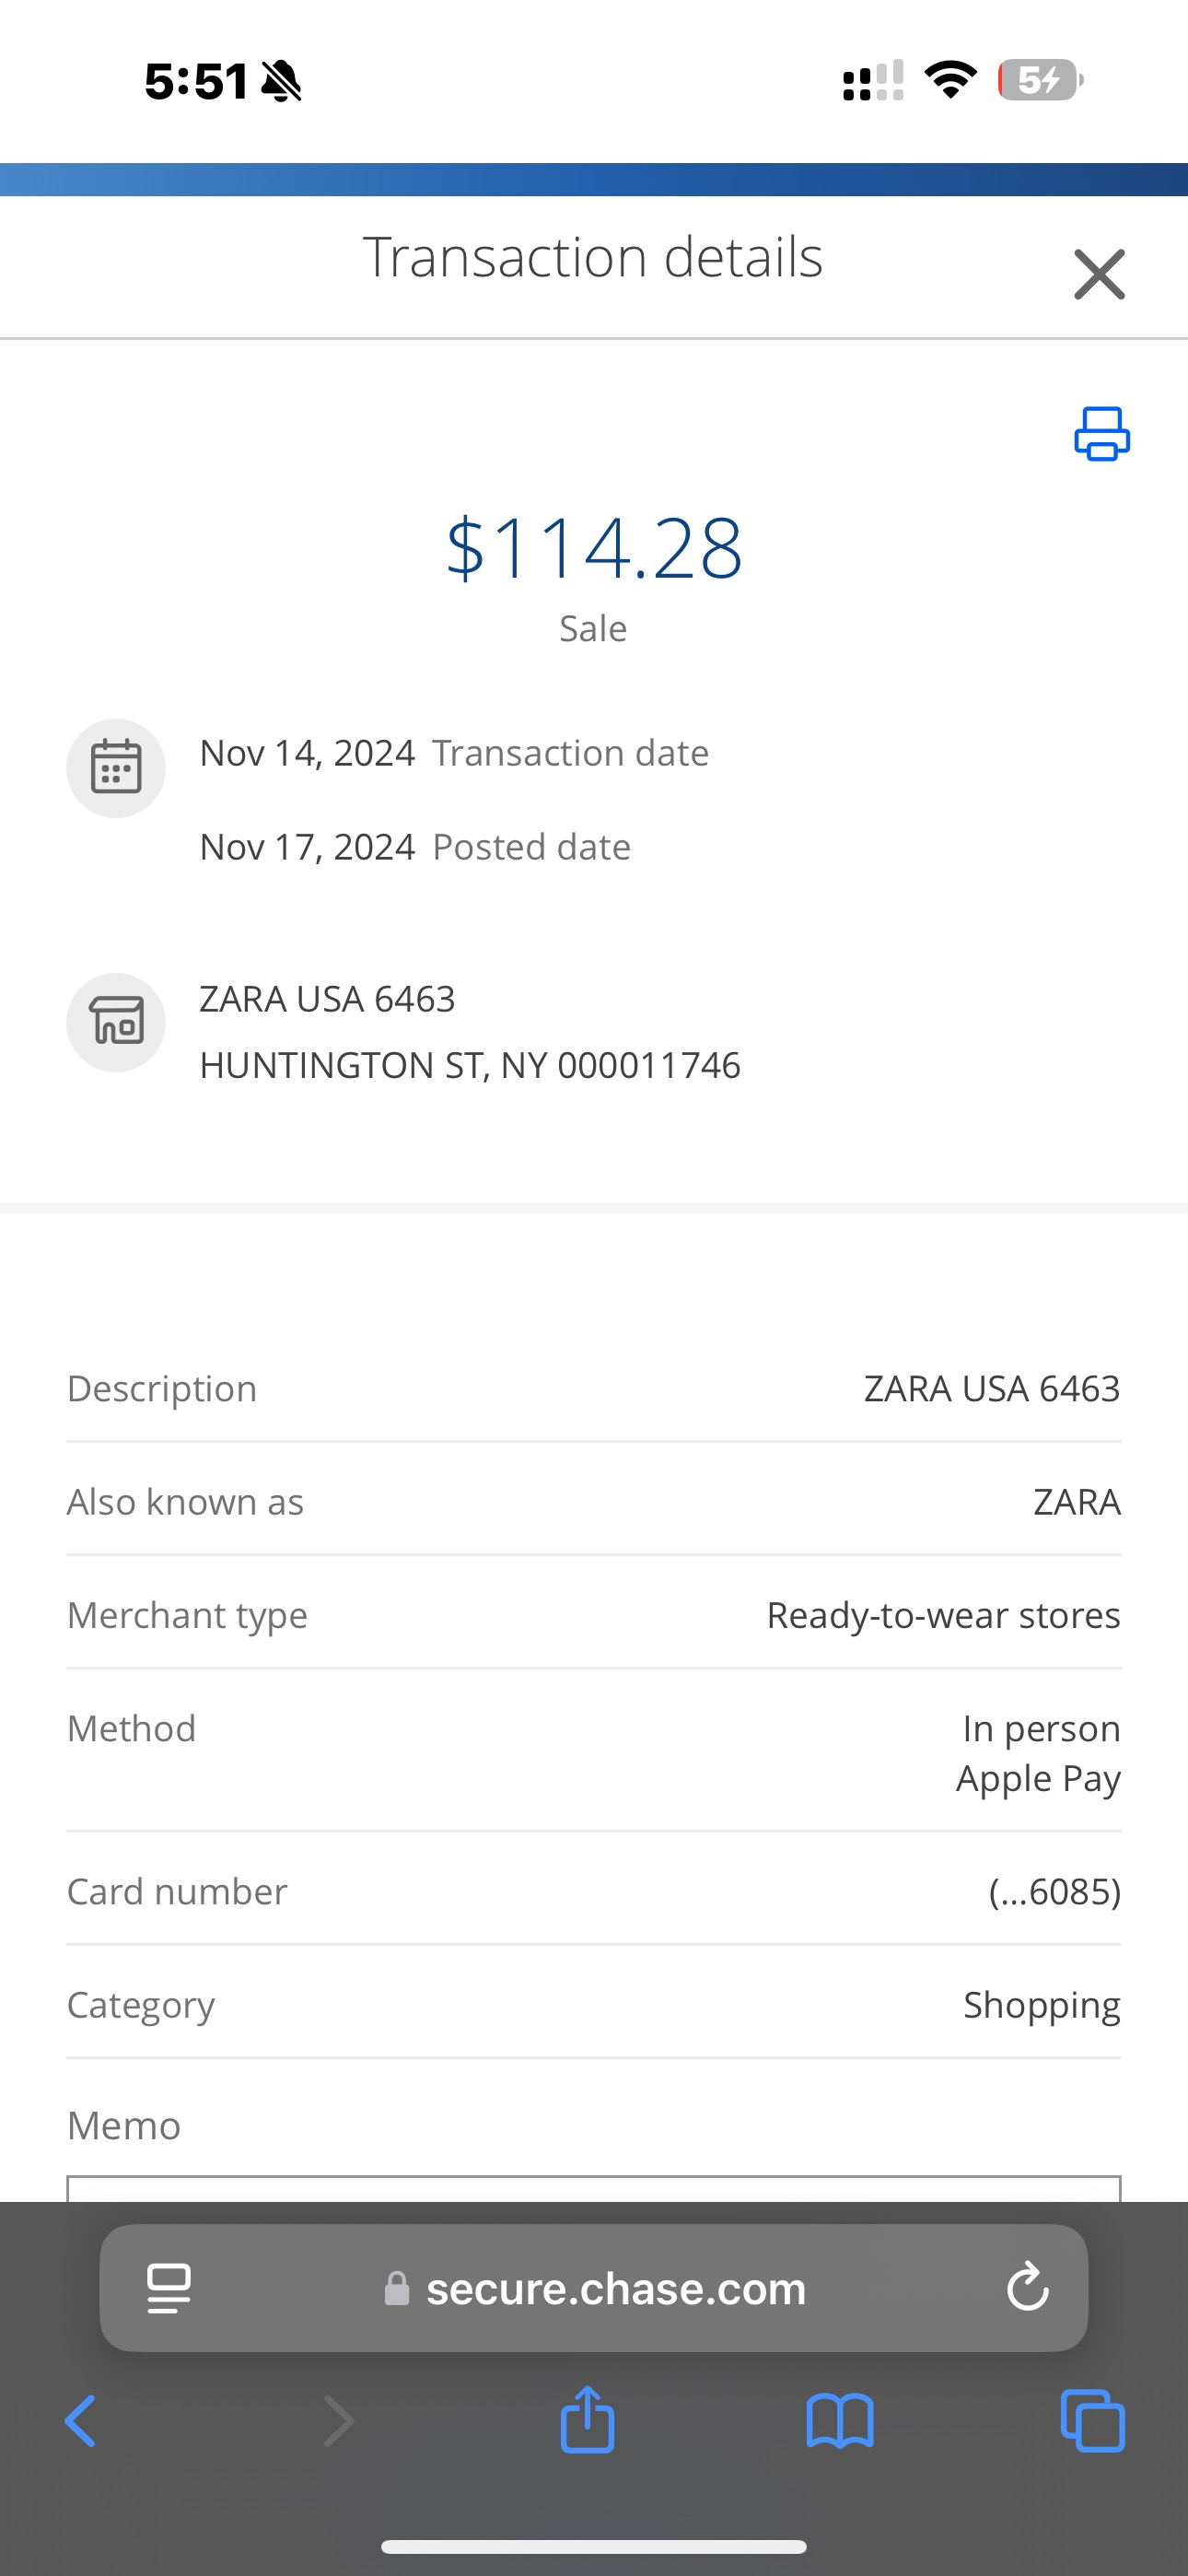 5:51
5
Transaction details
$114.28
Sale
Nov 14, 2024 Transaction date
Nov 17, 2024 Posted date
ZARA USA 6463
HUNTINGTON ST, NY 000011746
Description ZARA USA 6463
Also known as ZARA
Merchant type Ready-to-wear stores
Method In person
Apple Pay
Card number (...6085)
Category Shopping
Memo
secure.chase.com